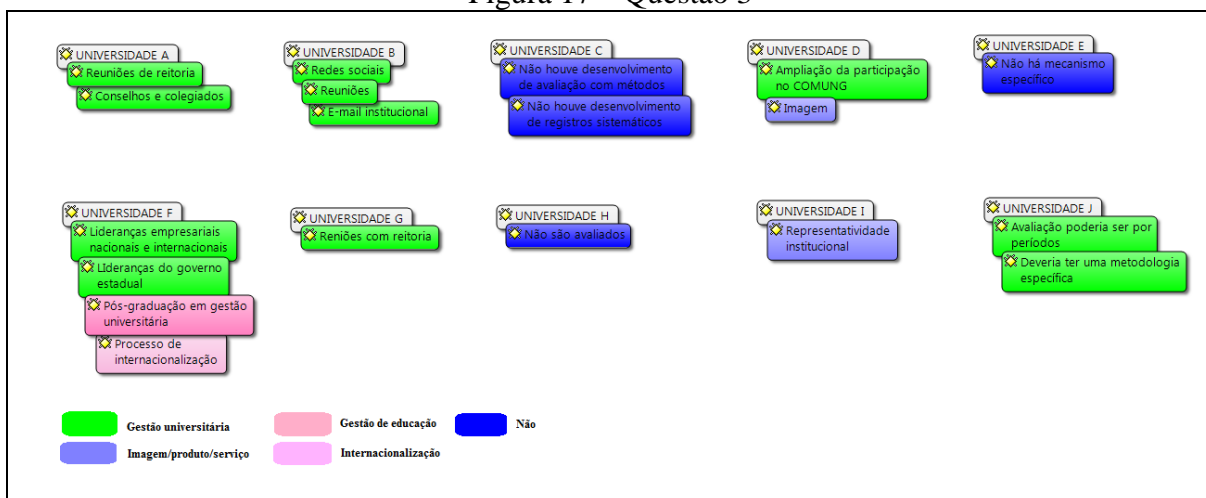 Figura 17 – Questão 3
UNIVERSIDADE A
Reuniões de reitoria
Conselhos e colegiados
UNIVERSIDADE B
Redes sociais
Reuniões
E-mail institucional
UNIVERSIDADE C
Não houve desenvolvimento
de avaliação com métodos
Não houve desenvolvimento
de registros sistemáticos
UNIVERSIDADE D
Ampliação da participação
no COMUNG
Imagem
UNIVERSIDADE E
Não há mecanismo
específico
UNIVERSIDADE F
Lideranças empresariais
nacionais e internacionais
LIderanças do governo
estadual
Pós-graduação em gestão
universitária
Processo de
internacionalização
UNIVERSIDADE G
Reniões com reitoria
UNIVERSIDADE H
Não são avaliados
UNIVERSIDADE I
Representatividade
institucional
UNIVERSIDADE J
Avaliação poderia ser por
períodos
Deveria ter uma metodologia
específica
Gestão universitária
Gestão de educação
Não
Imagem/produto/serviço
Internacionalização